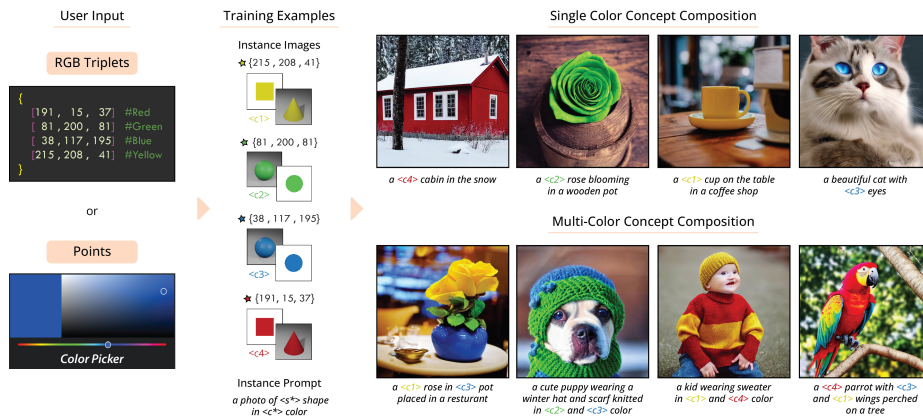 User Input
RGB Triplets
{
[191, 15, 37] #Red
[ 81,200, 81] #Green
[ 38,117,195] #Blue
[215,208, 41] #Yellow
}
or
Points
Color Picker
Training Examples
Instance Images
{215, 208, 41}
<c1>
{81, 200, 81}
<c2>
{38, 117, 195}
<c3>
{191, 15, 37}
<c4>
Instance Prompt
a photo of <s*> shape
in <c*> color
Single Color Concept Composition
a <c4> cabin in the snow
a <c2> rose blooming
in a wooden pot
a <c1> cup on the table
in a coffee shop
a beautiful cat with
<c3> eyes
Multi-Color Concept Composition
a <c1> rose in <c3> pot
placed in a resturant
a cute puppy wearing a
winter hat and scarf knitted
in <c2> and <c3> color
a kid wearing sweater
in <c1> and <c4> color
a <c4> parrot with <c3>
and <c1> wings perched
on a tree